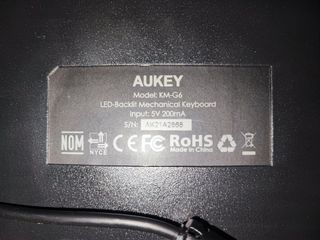 AUKEY
Model: KM-G6
LED-Backlit Mechanical Keyboard
Input: 5V 200mA
S/N: AK21A2868
NOM NYCE CE FC RoHS
Made in China